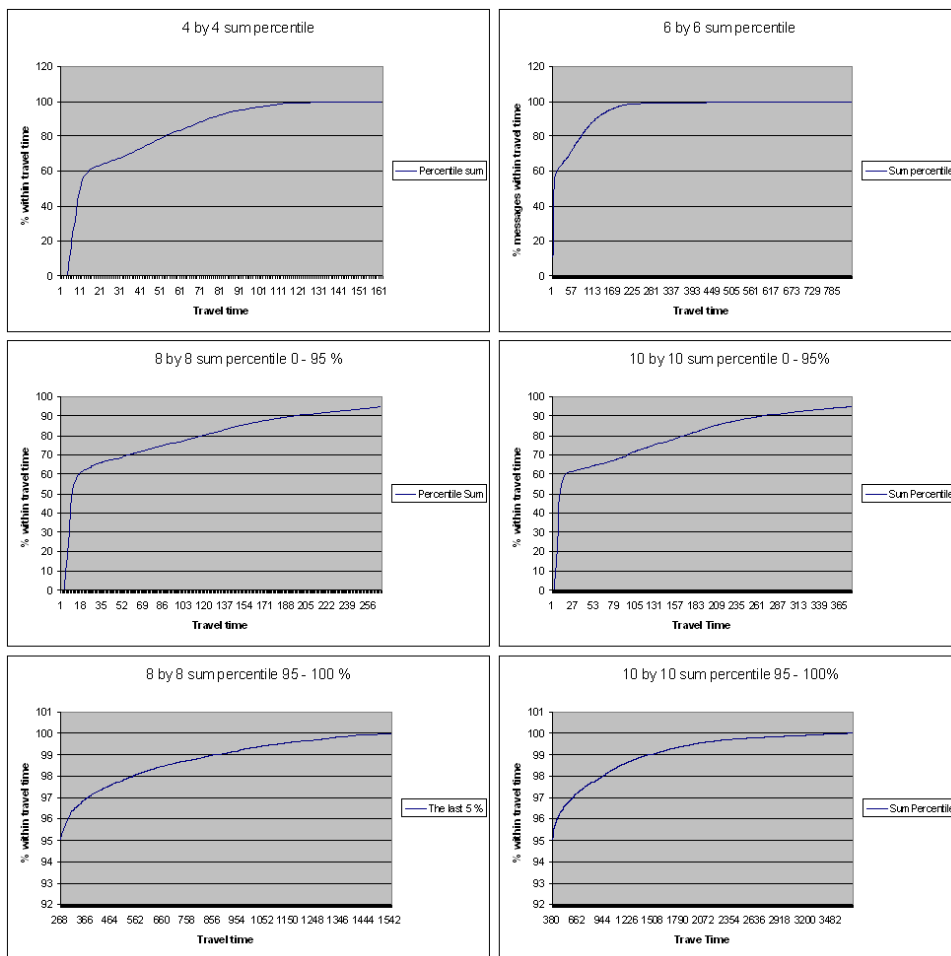 4 by 4 sum percentile
120
100
80
60
40
20
0
% within travel time
1 11 21 31 41 51 61 71 81 91 101 111 121 131 141 151 161
Travel time
Percentile sum
6 by 6 sum percentile
120
100
80
60
40
20
0
% messages within travel time
1 57 113 169 225 281 337 393 449 505 561 617 673 729 785
Travel time
Sum percentile
8 by 8 sum percentile 0 - 95 %
100
90
80
70
60
50
40
30
20
10
0
% within travel time
1 18 35 52 69 86 103 120 137 154 171 188 205 222 239 256
Travel time
Percentile Sum
10 by 10 sum percentile 0 - 95%
100
90
80
70
60
50
40
30
20
10
0
% within travel time
1 27 53 79 105 131 157 183 209 235 261 287 313 339 365
Travel Time
Sum Percentile
8 by 8 sum percentile 95 - 100 %
101
100
99
98
97
96
95
94
93
92
% within travel time
268 366 464 562 660 758 856 954 1052 1150 1248 1346 1444 1542
Travel time
The last 5 %
10 by 10 sum percentile 95 - 100%
101
100
99
98
97
96
95
94
93
92
% within travel time
380 662 944 1226 1508 1790 2072 2354 2636 2918 3200 3482
Trave Time
Sum Percentile